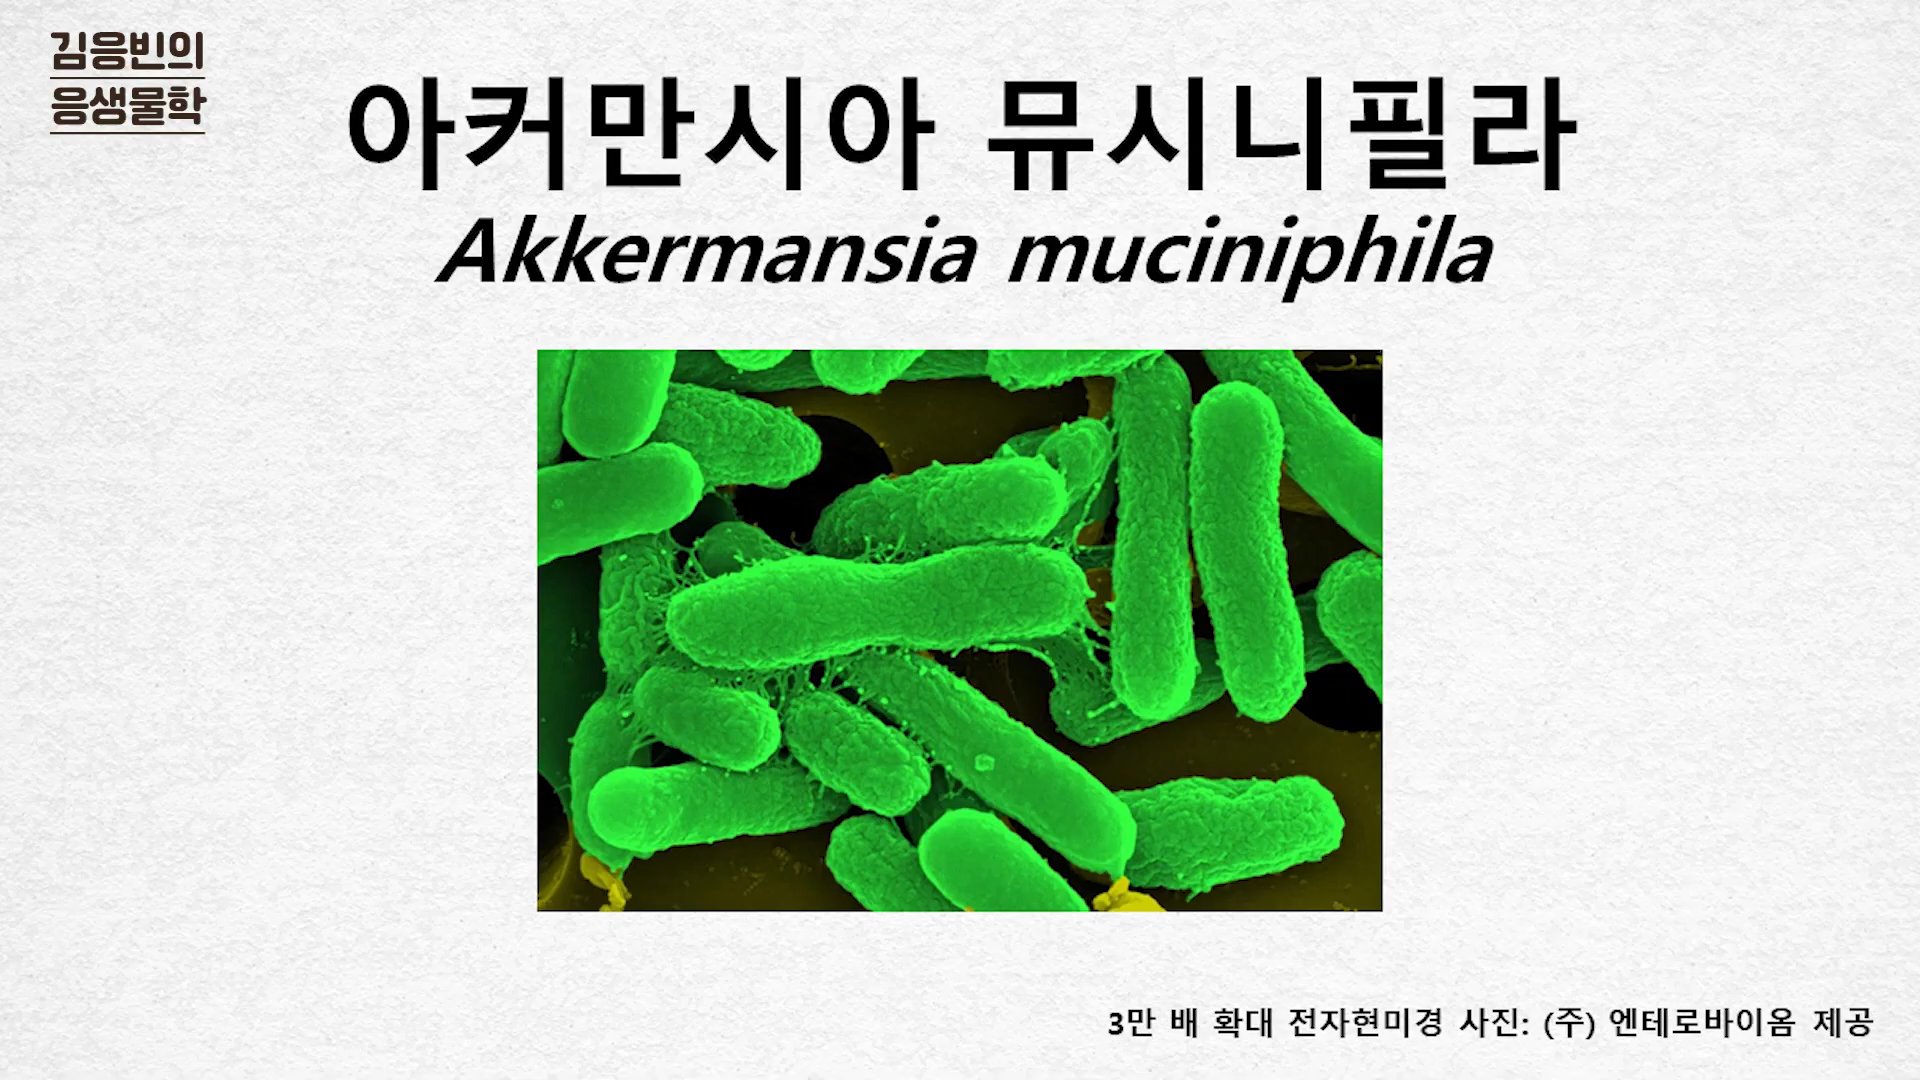 김응빈의
응생물학
아커만시아 뮤시니필라
Akkermansia muciniphila
3만 배 확대 전자현미경 사진: (주) 엔테로바이옴 제공